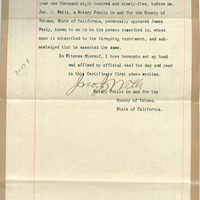 year one thousand eight hundred and ninety-five, before me,
Jno. J. Wells, a Notary Public in and for the County of
Tehama, State of California, personally appeared James
Feely, known to me to be the person described in, whose
name is subscribed to the foregoing instrument, and ack-
nowledged that he executed the same.
In Witness Whereof, I have hereunto set my hand
and affixed my official seal the day and year
in this Certificate first above written.
Jno. J. Wells
Notary Public in and for the
County of Tehama,
State of California.